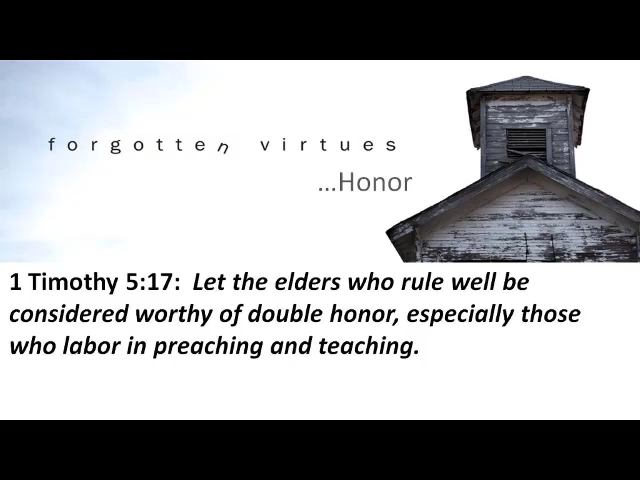 forgotten virtues
...Honor
1 Timothy 5:17: Let the elders who rule well be
considered worthy of double honor, especially those
who labor in preaching and teaching.